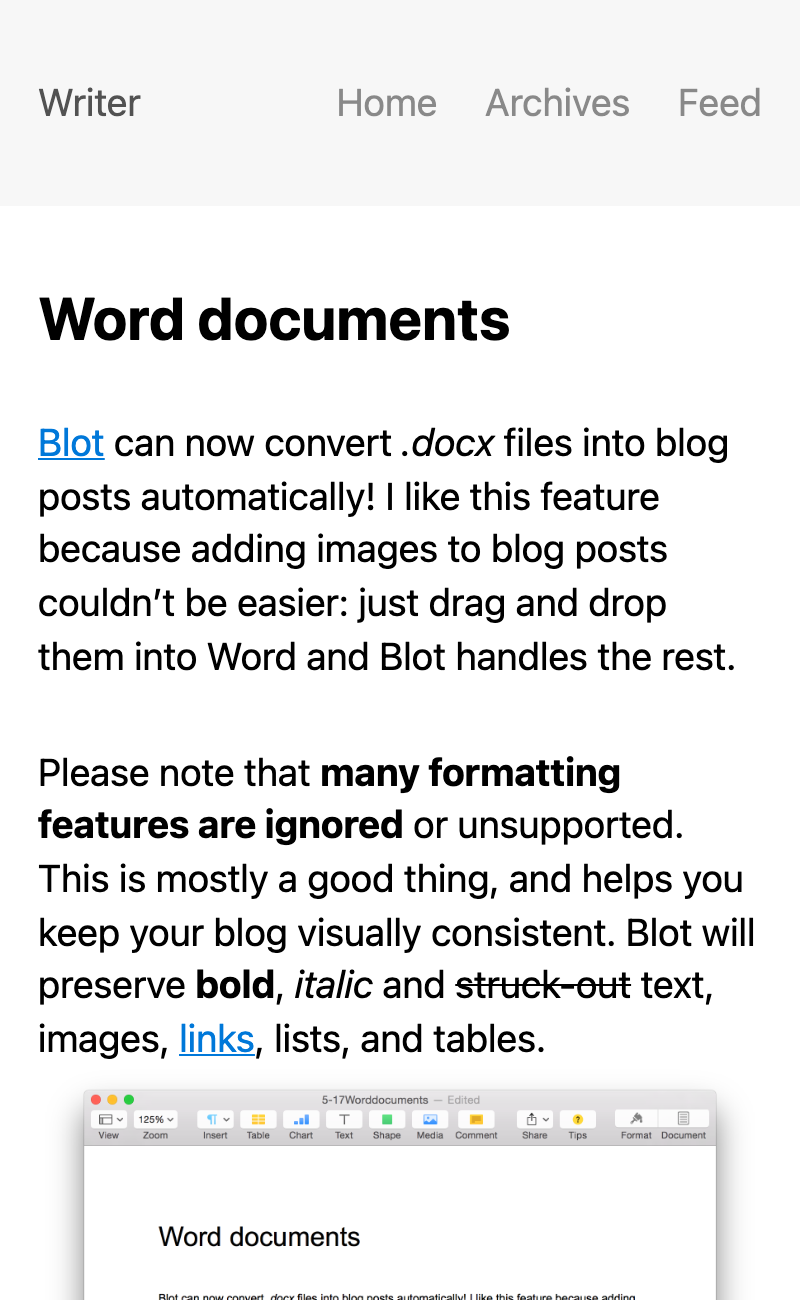 Writer Home Archives Feed
Word documents
Blot can now convert .docx files into blog
posts automatically! I like this feature
because adding images to blog posts
couldn’t be easier: just drag and drop
them into Word and Blot handles the rest.
Please note that many formatting
features are ignored or unsupported.
This is mostly a good thing, and helps you
keep your blog visually consistent. Blot will
preserve bold, italic and struck-out text,
images, links, lists, and tables.
5-17Worddocuments — Edited
125%
View Zoom Insert Table Chart Text Shape Media Comment Share Tips Format Document
Word documents
Blot can now convert .docx files into blog posts automatically! I like this feature because adding